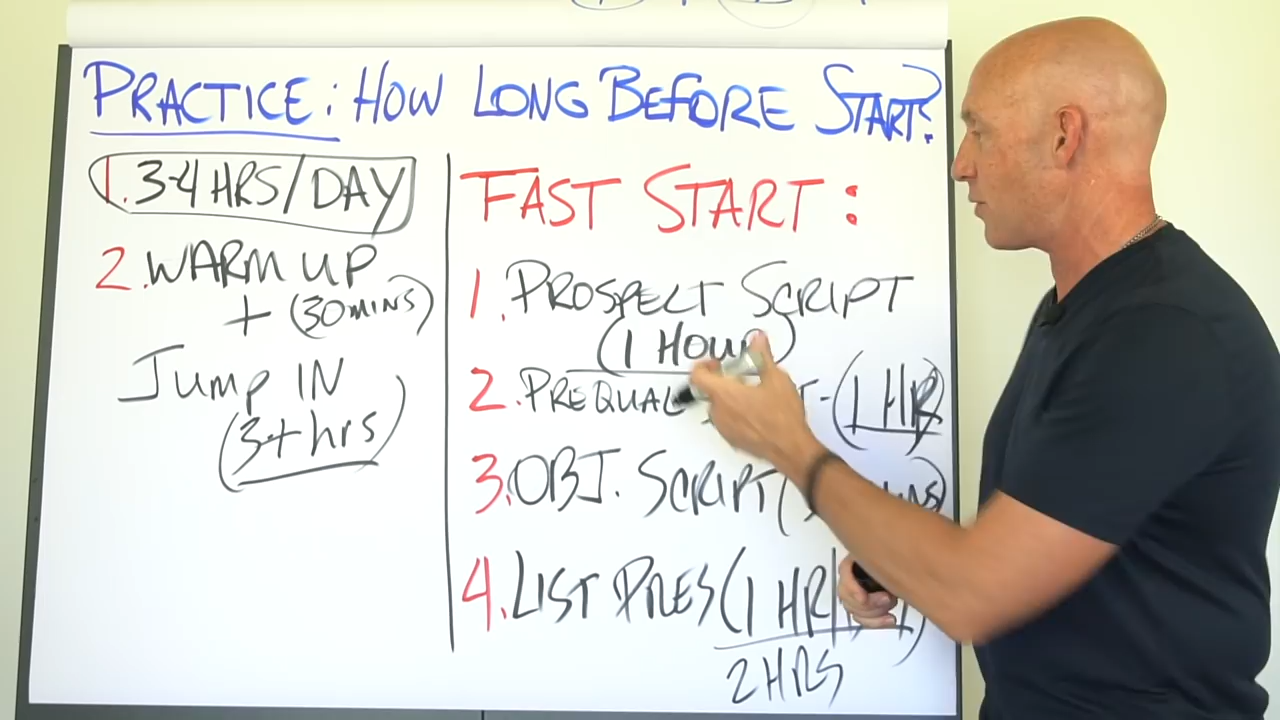 PRACTICE: HOW LONG BEFORE START?
1. 3-4 HRS/DAY
2. WARM UP
+ (30 MINS)
JUMP IN
(3+ hrs)
FAST START:
1. PROSPECT SCRIPT
(1 HOUR)
2. PREQUAL - (1 HR)
3. OBJ. SCRIPT (
4. LIST PRES (1 HR/
2 HRS